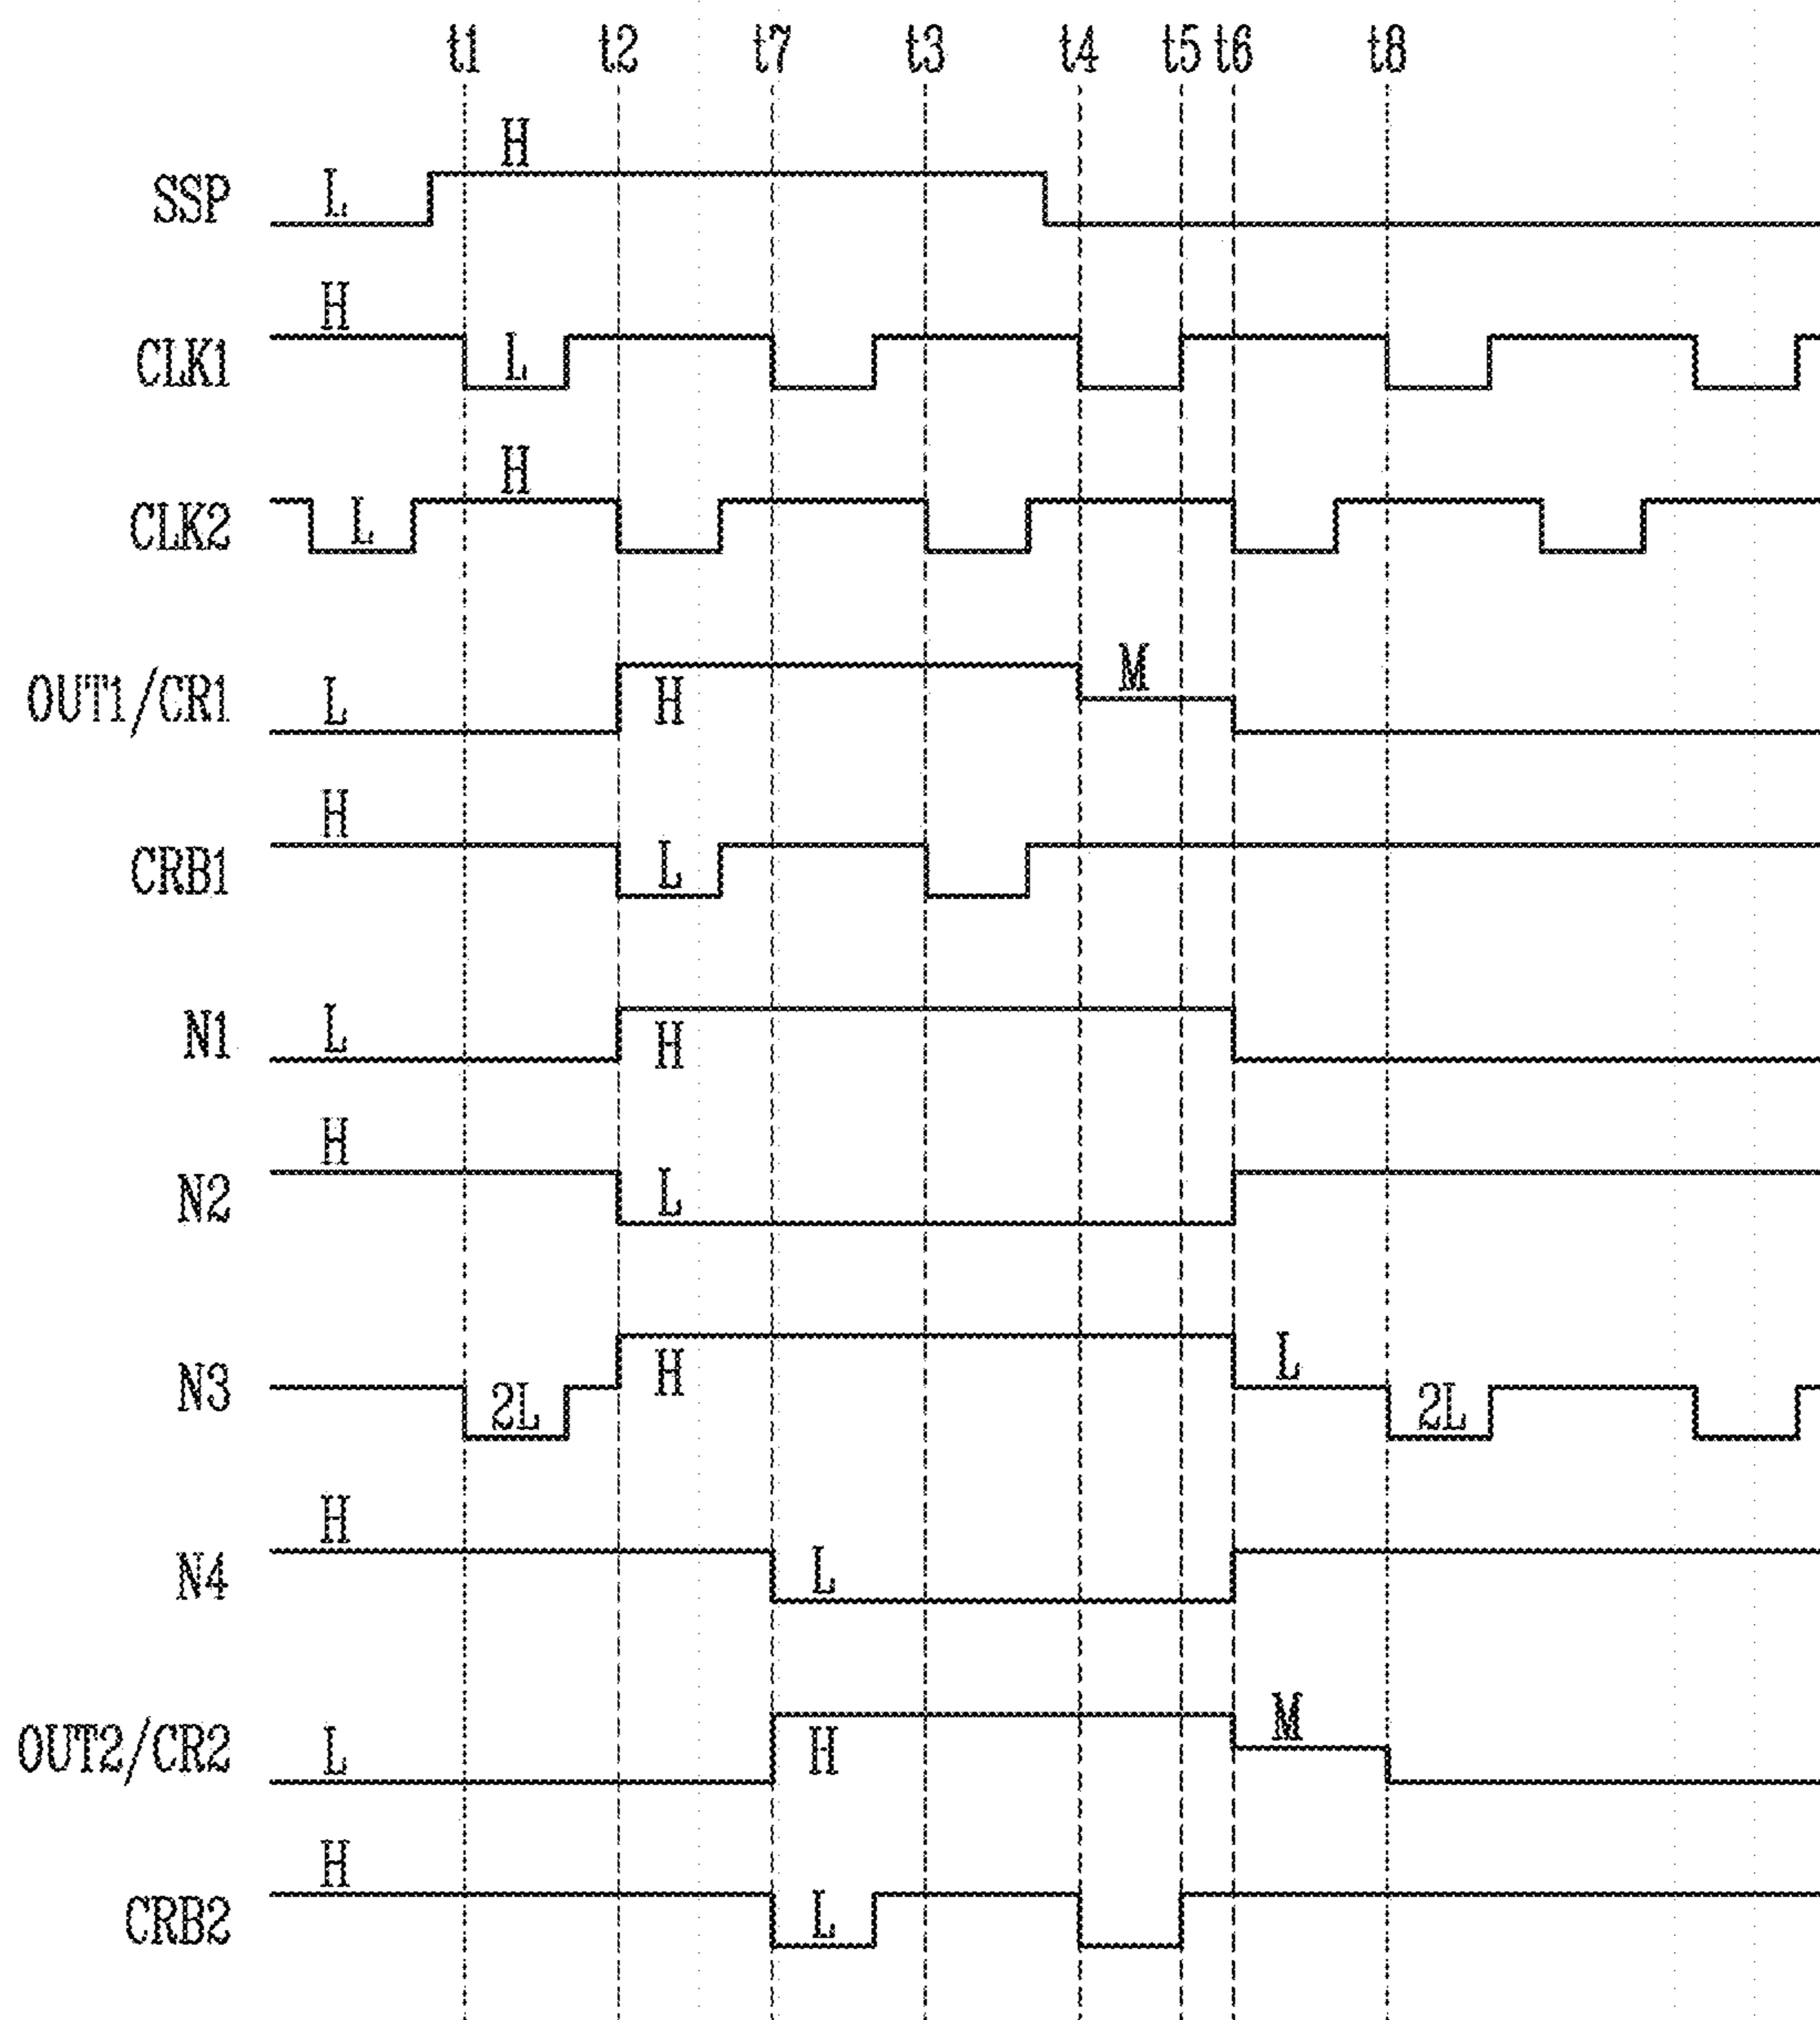 t1 t2 t7 t3 t4 t5 t6 t8
SSP L H
CLK1 H L
CLK2 L H
OUT1/CR1 L H M
CRB1 H L
N1 L H
N2 H L
N3 2L H L 2L
N4 H L
OUT2/CR2 L H M
CRB2 H L